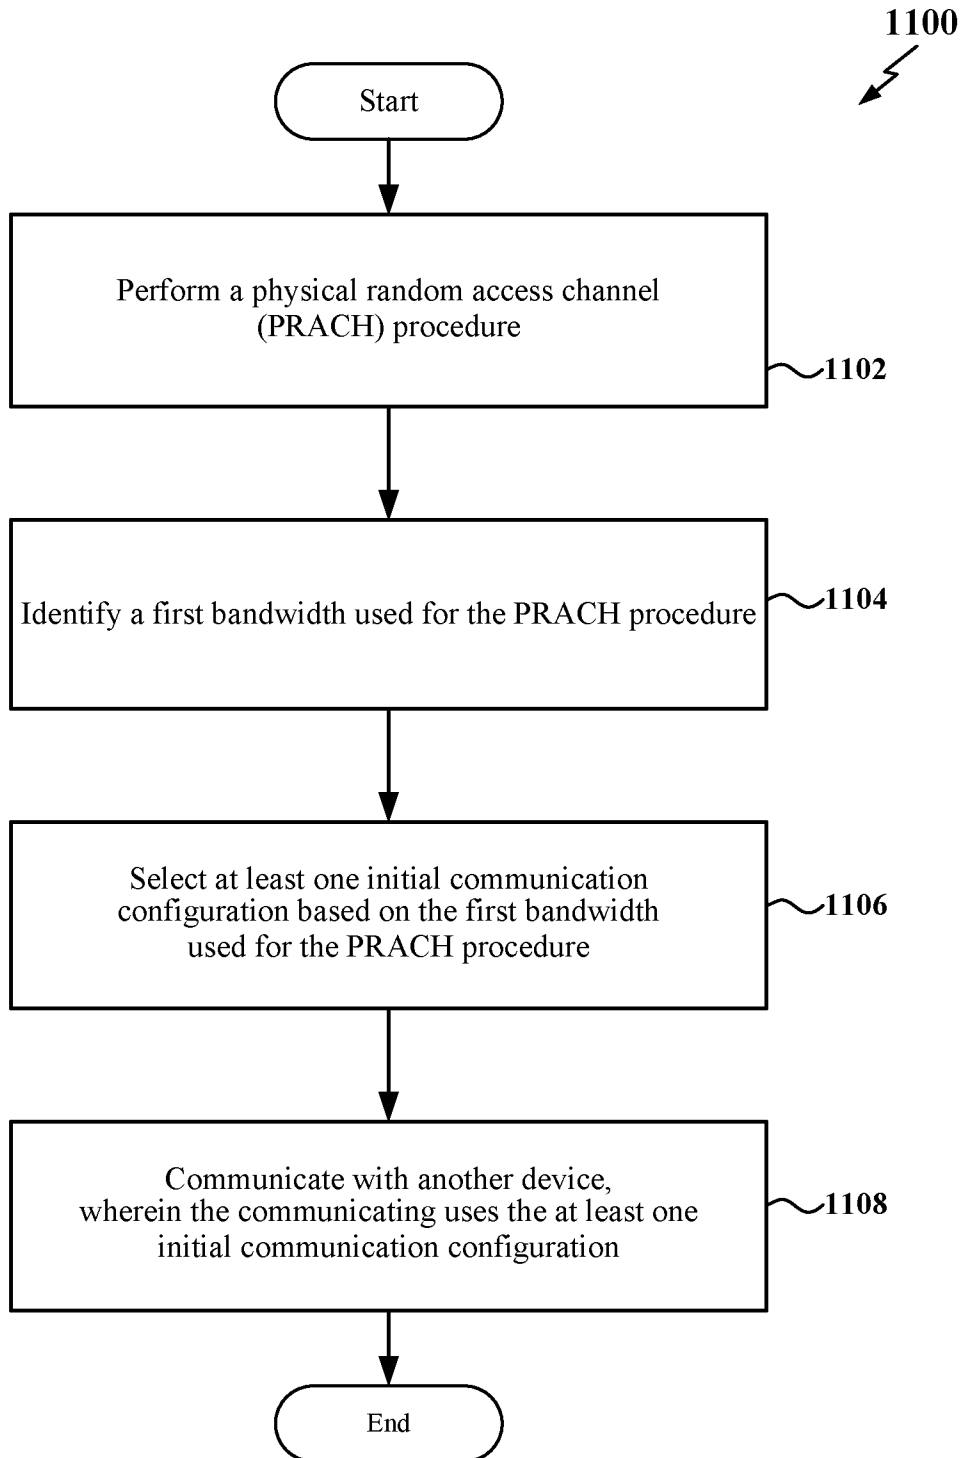 1100
Start
Perform a physical random access channel
(PRACH) procedure
1102
Identify a first bandwidth used for the PRACH procedure
1104
Select at least one initial communication
configuration based on the first bandwidth
used for the PRACH procedure
1106
Communicate with another device,
wherein the communicating uses the at least one
initial communication configuration
1108
End